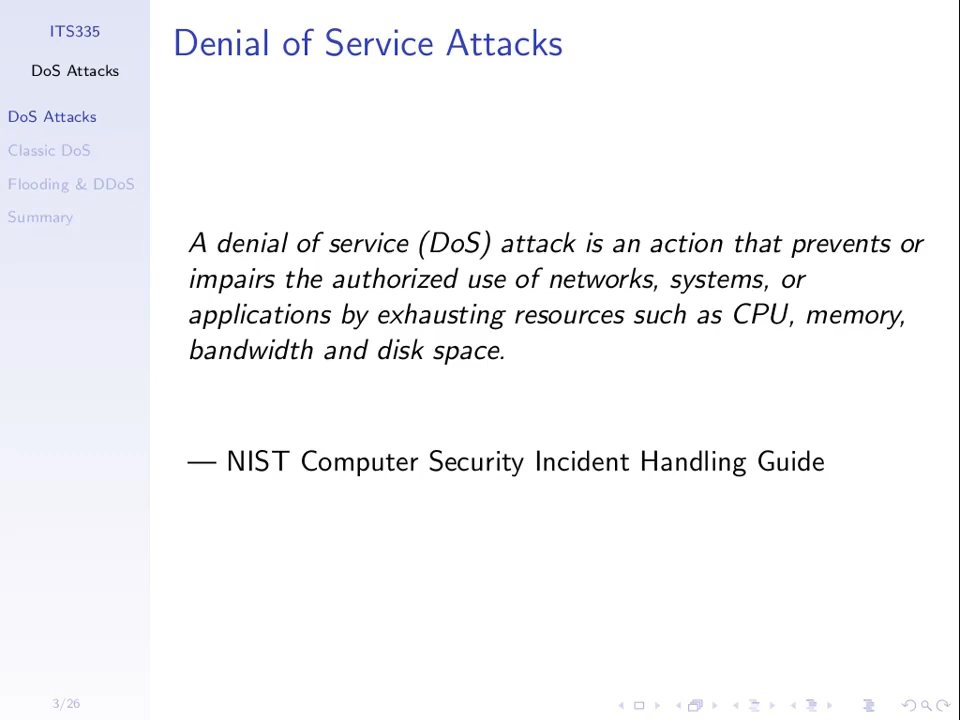 ITS335
DoS Attacks
DoS Attacks
Classic DoS
Flooding & DDoS
Summary
Denial of Service Attacks
A denial of service (DoS) attack is an action that prevents or
impairs the authorized use of networks, systems, or
applications by exhausting resources such as CPU, memory,
bandwidth and disk space.
— NIST Computer Security Incident Handling Guide
3/26